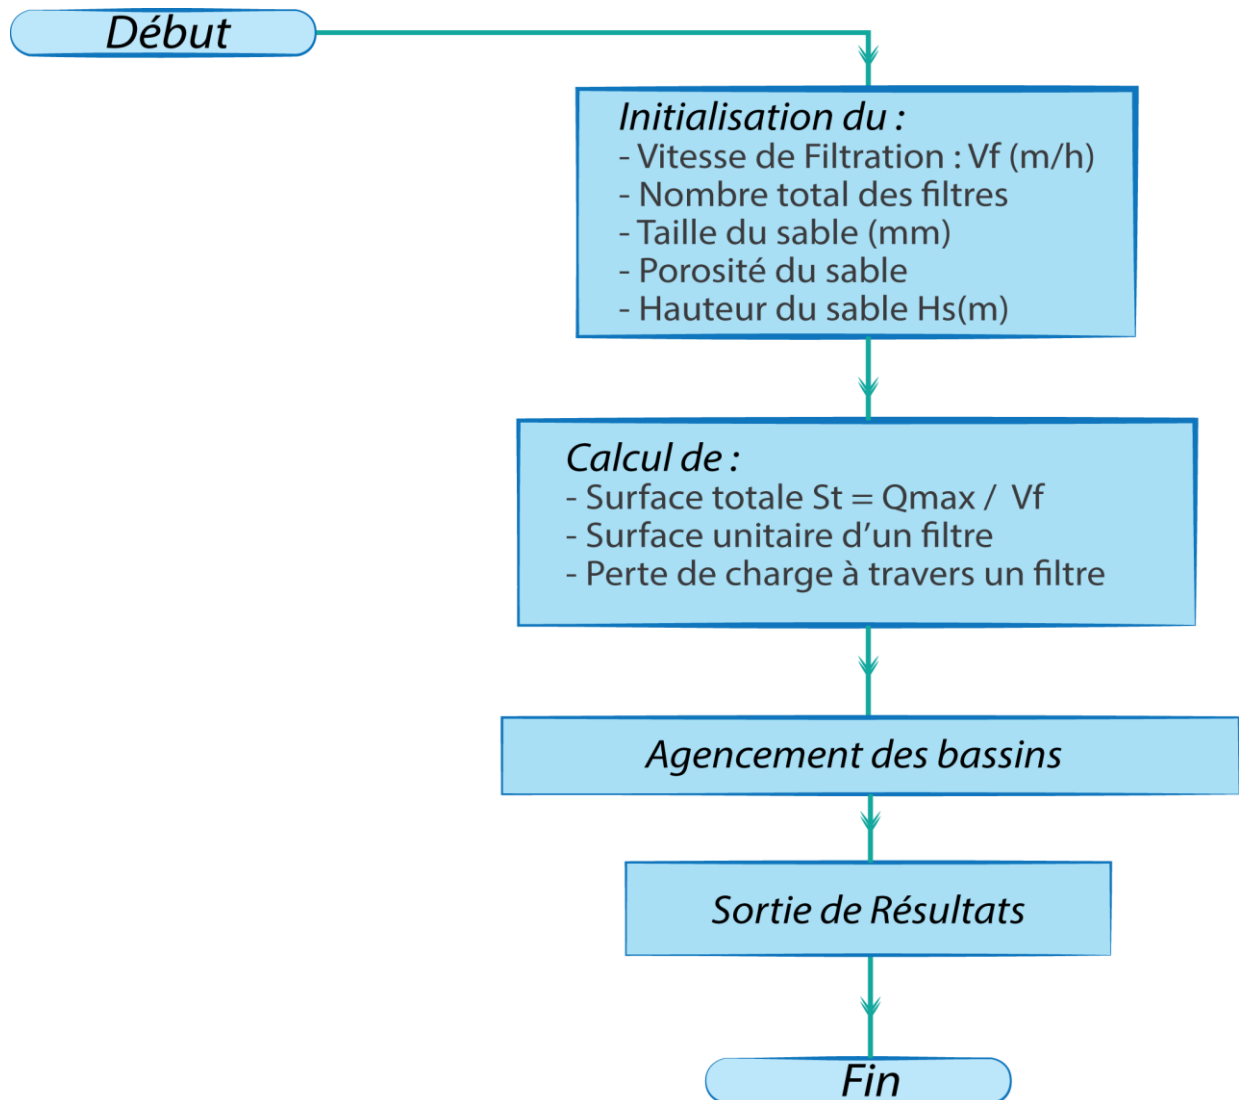 Début
Initialisation du :
- Vitesse de Filtration : Vf (m/h)
- Nombre total des filtres
- Taille du sable (mm)
- Porosité du sable
- Hauteur du sable Hs(m)
Calcul de :
- Surface totale St = Qmax / Vf
- Surface unitaire d’un filtre
- Perte de charge à travers un filtre
Agencement des bassins
Sortie de Résultats
Fin